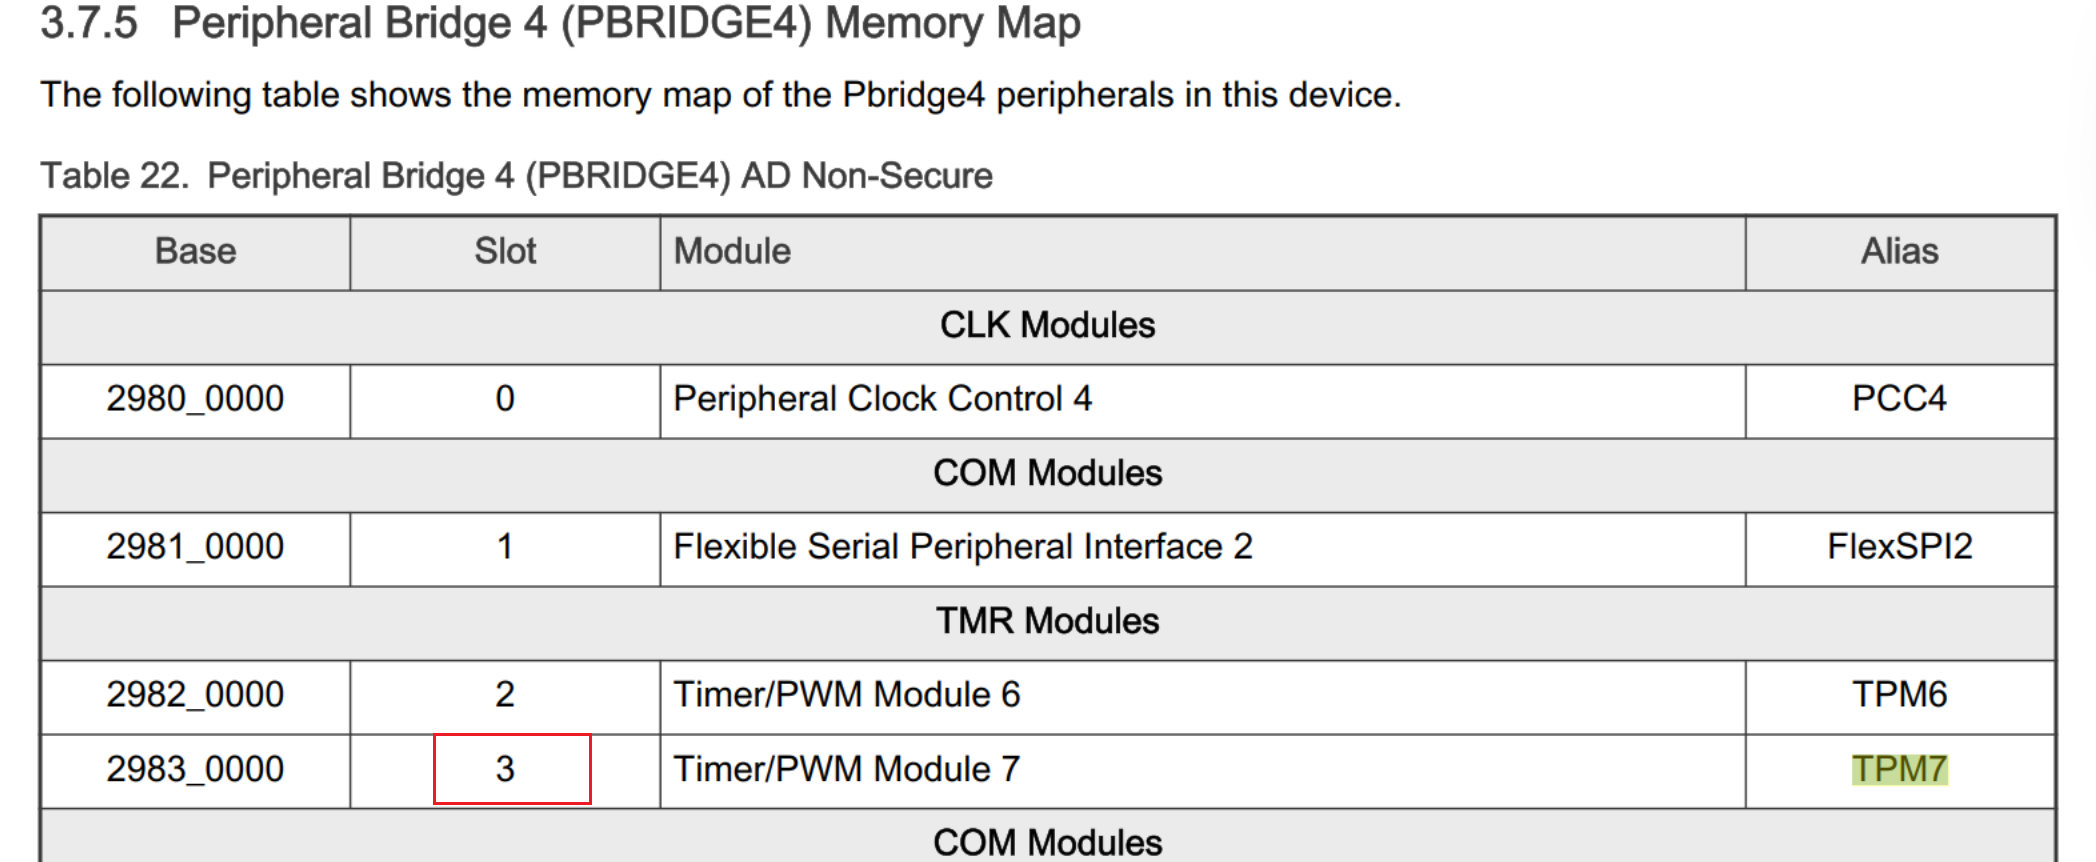 3.7.5 Peripheral Bridge 4 (PBRIDGE4) Memory Map
The following table shows the memory map of the Pbridge4 peripherals in this device.
Table 22. Peripheral Bridge 4 (PBRIDGE4) AD Non-Secure
Base Slot Module Alias
CLK Modules
2980_0000 0 Peripheral Clock Control 4 PCC4
COM Modules
2981_0000 1 Flexible Serial Peripheral Interface 2 FlexSPI2
TMR Modules
2982_0000 2 Timer/PWM Module 6 TPM6
2983_0000 3 Timer/PWM Module 7 TPM7
COM Modules